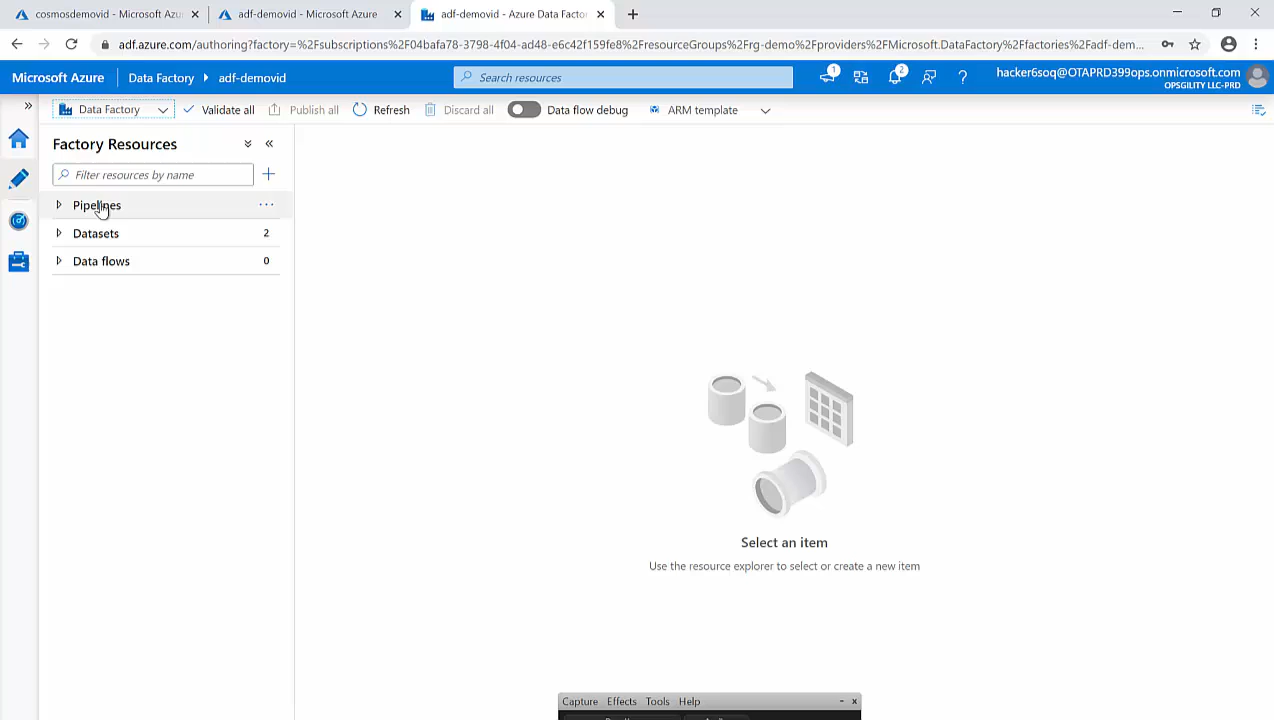 cosmosdemovid - Microsoft Azu
adf-demovid - Microsoft Azure
adf-demovid - Azure Data Facto
adf.azure.com/authoring?factory=%2Fsubscriptions%2F04bafa78-3798-4f04-ad48-e6c42f159fe8%2FresourceGroups%2Frg-demo%2Fproviders%2FMicrosoft.DataFactory%2Ffactories%2Fadf-dem...
Microsoft Azure
Data Factory
adf-demovid
Search resources
1
2
?
hacker6soq@OTAPRD399ops.onmicrosoft.com
OPSGILITY LLC-PRD
Data Factory
Validate all
Publish all
Refresh
Discard all
Data flow debug
ARM template
Factory Resources
Filter resources by name
Pipelines
Datasets 2
Data flows 0
Select an item
Use the resource explorer to select or create a new item
Capture Effects Tools Help